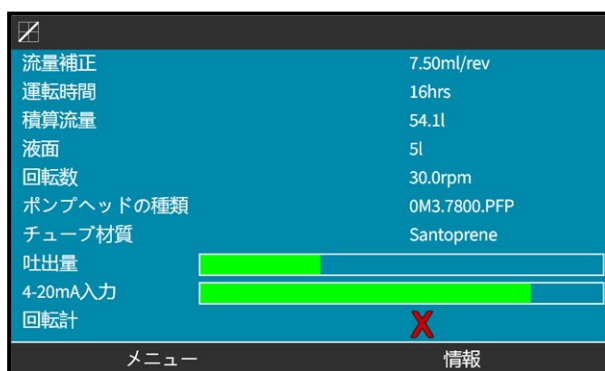 流量補正 7.50ml/rev
運転時間 16hrs
積算流量 54.1l
液面 5l
回転数 30.0rpm
ポンプヘッドの種類 0M3.7800.PFP
チューブ材質 Santoprene
吐出量
4-20mA入力
回転計 X
メニュー 情報